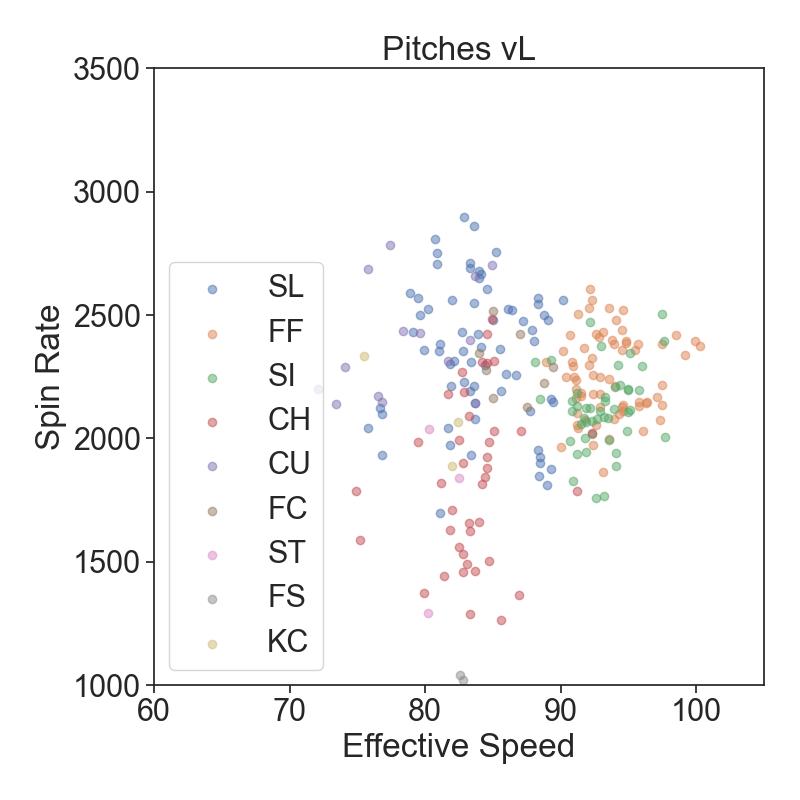 Pitches vL
3500
3000
2500
2000
1500
1000
Spin Rate
SL
FF
SI
CH
CU
FC
ST
FS
KC
60 70 80 90 100
Effective Speed